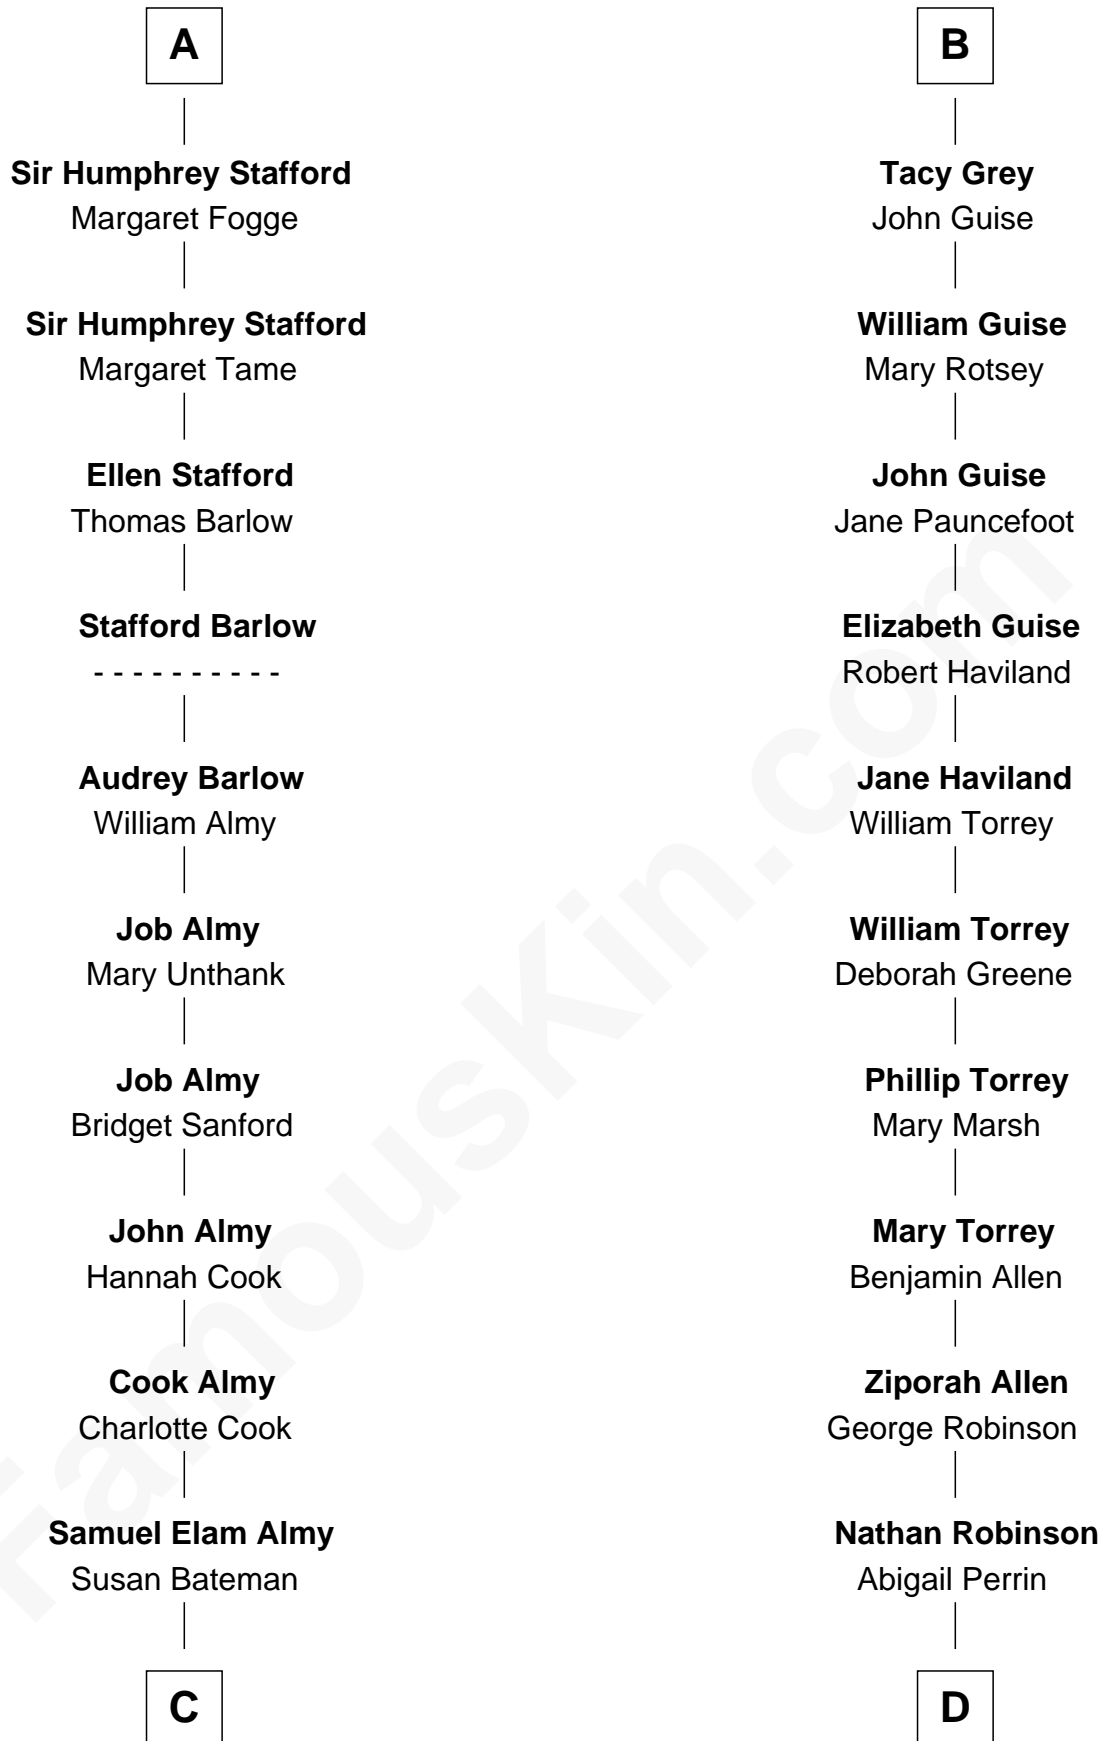 A
Sir Humphrey Stafford
Margaret Fogge
Sir Humphrey Stafford
Margaret Tame
Ellen Stafford
Thomas Barlow
Stafford Barlow
- - - - - - - - - -
Audrey Barlow
William Almy
Job Almy
Mary Unthank
Job Almy
Bridget Sanford
John Almy
Hannah Cook
Cook Almy
Charlotte Cook
Samuel Elam Almy
Susan Bateman
C
B
Tacy Grey
John Guise
William Guise
Mary Rotsey
John Guise
Jane Pauncefoot
Elizabeth Guise
Robert Haviland
Jane Haviland
William Torrey
William Torrey
Deborah Greene
Phillip Torrey
Mary Marsh
Mary Torrey
Benjamin Allen
Ziporah Allen
George Robinson
Nathan Robinson
Abigail Perrin
D
FamousKin.com